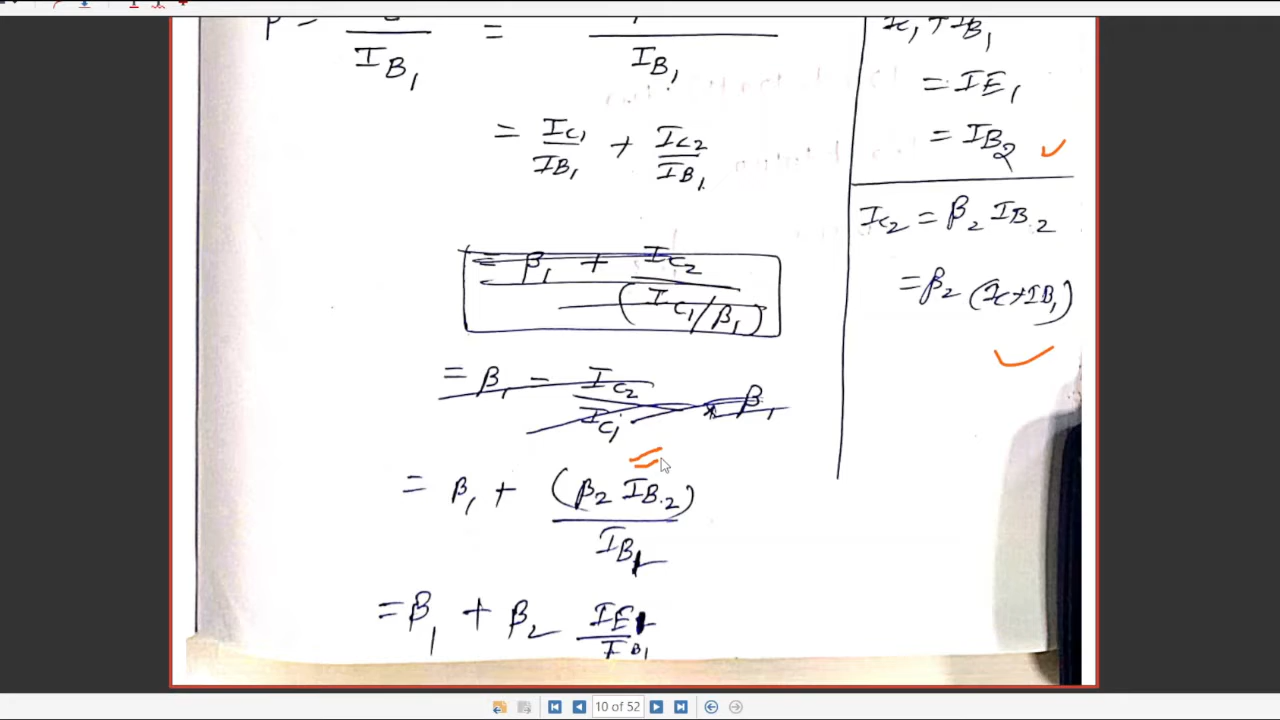 β =
I_B₁
=
I_B₁
= I_C₁/I_B₁ + I_C₂/I_B₁
= β₁ + I_C₂/(I_C₁/β₁)
= β₁ - I_C₂/I_C₁ × β₁
= β₁ + (β₂ I_B₂)/I_B₁
= β₁ + β₂ I_E₁/I_B₁
I_C₁ + I_B₁
= I_E₁
= I_B₂ ✓
I_C₂ = β₂ I_B₂
= β₂ (I_C + I_B₁)
✓
10 of 52